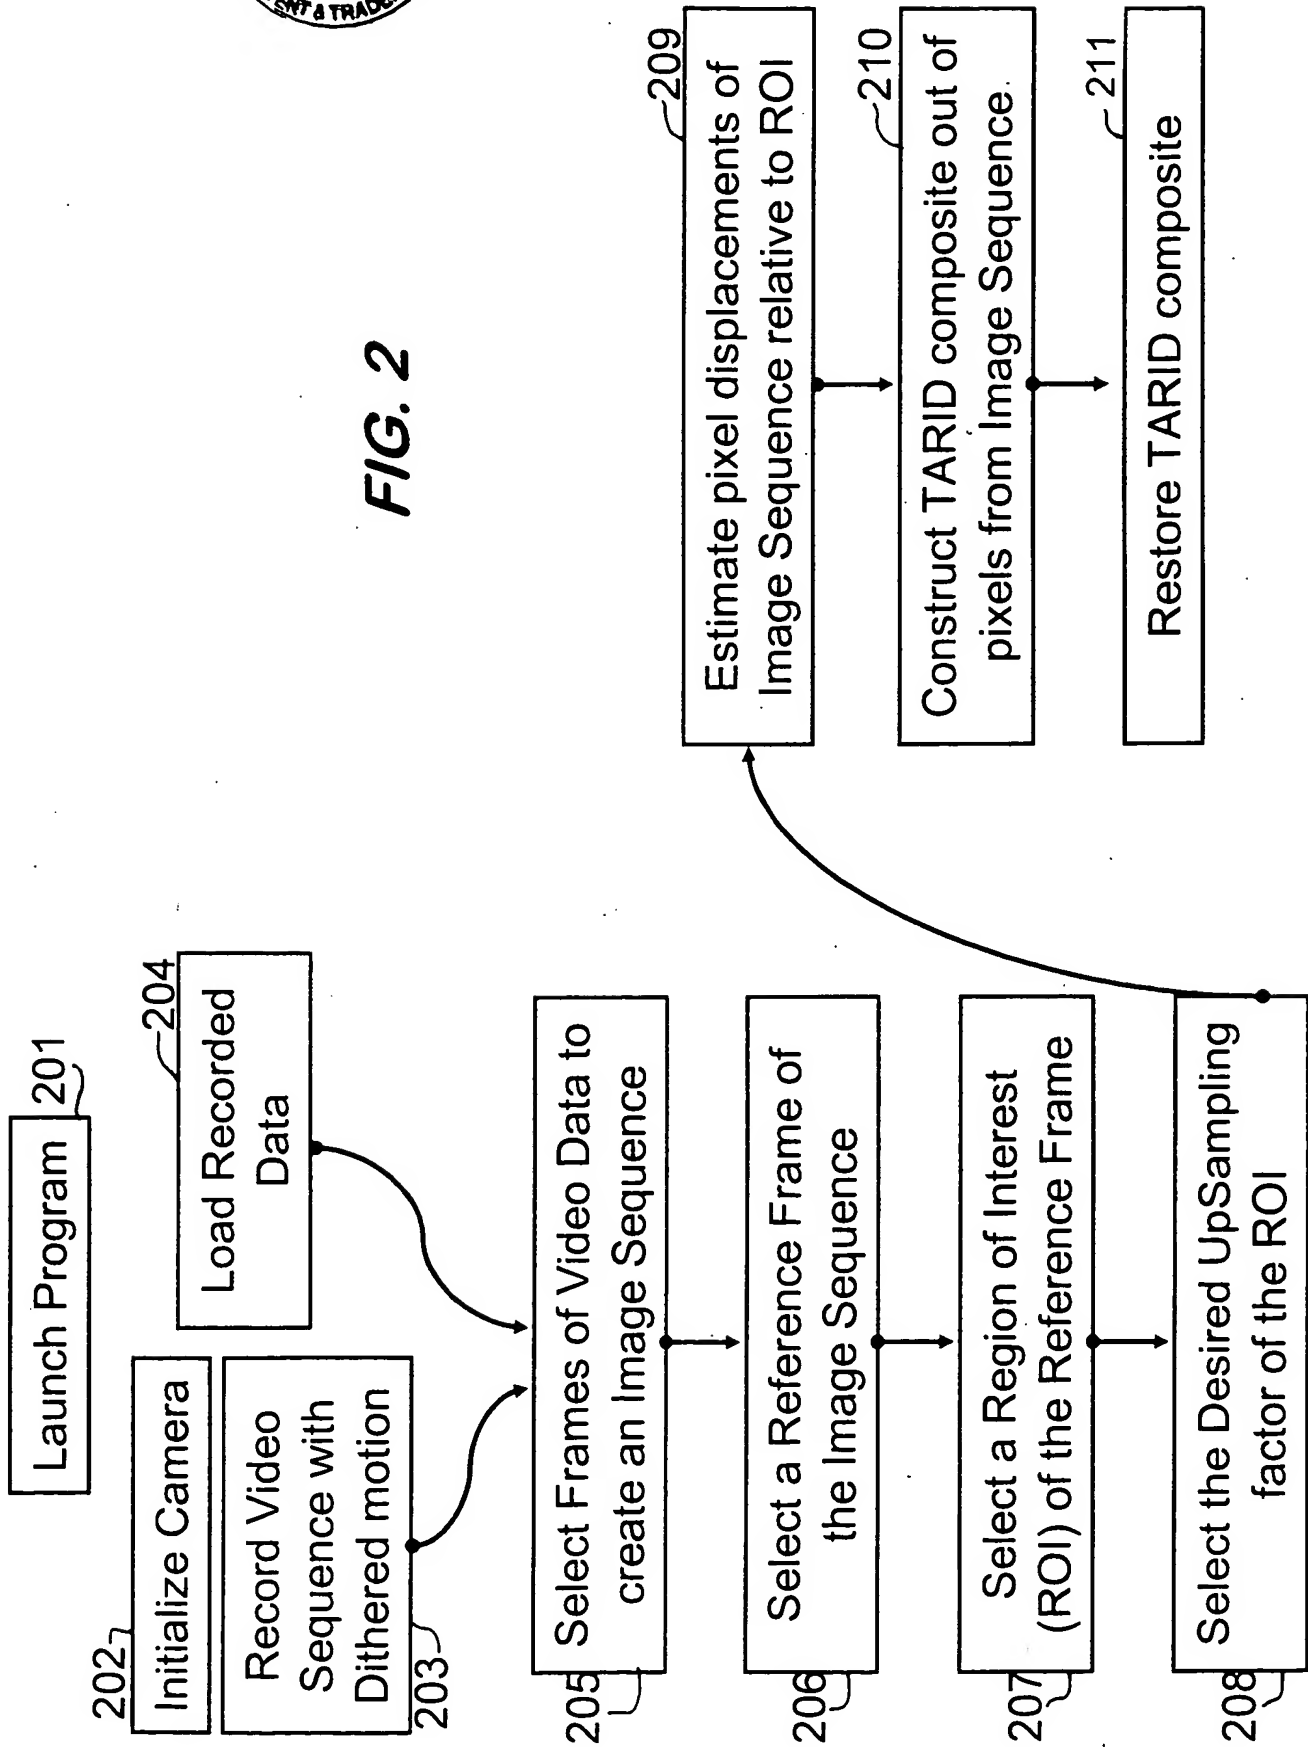 ENT & TRAD
FIG. 2
Launch Program
201
202
Initialize Camera
Record Video
Sequence with
Dithered motion
203
204
Load Recorded
Data
Select Frames of Video Data to
create an Image Sequence
205
Select a Reference Frame of
the Image Sequence
206
Select a Region of Interest
(ROI) of the Reference Frame
207
Select the Desired UpSampling
factor of the ROI
208
209
Estimate pixel displacements of
Image Sequence relative to ROI
210
Construct TARID composite out of
pixels from Image Sequence
211
Restore TARID composite